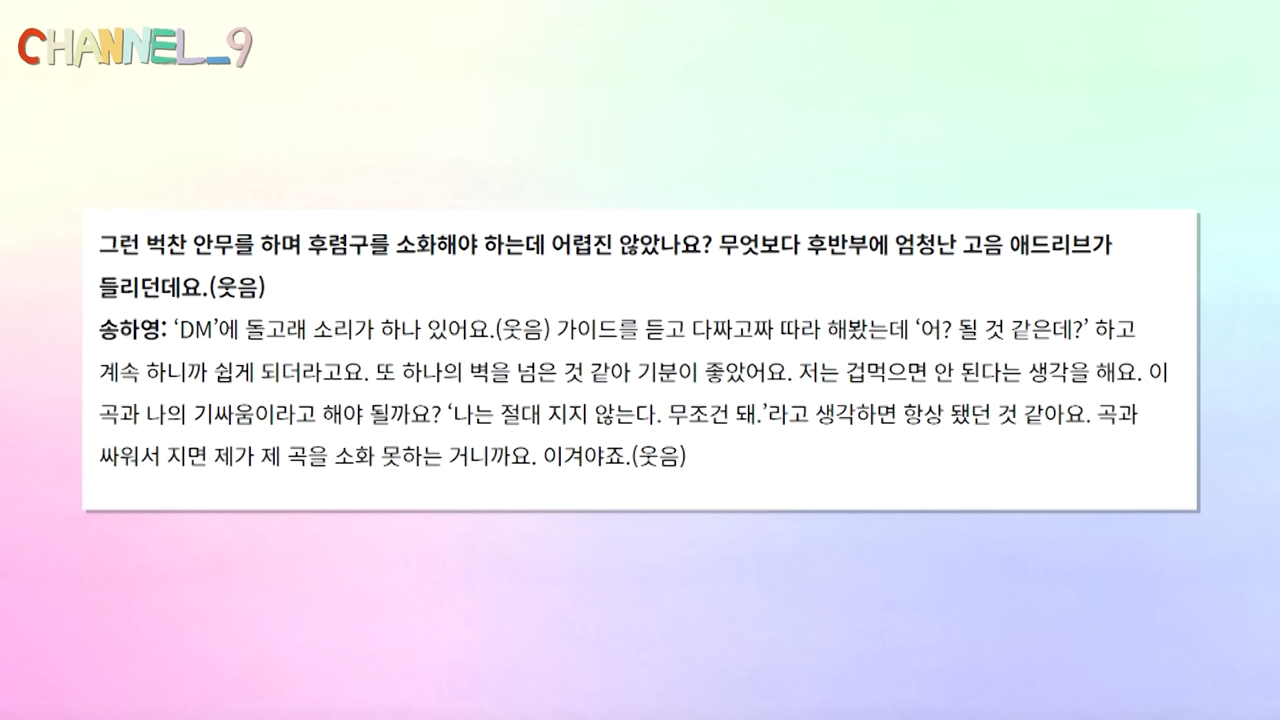 CHANNEL_9
그런 벅찬 안무를 하며 후렴구를 소화해야 하는데 어렵진 않았나요? 무엇보다 후반부에 엄청난 고음 애드리브가
들리던데요.(웃음)
송하영: ‘DM’에 돌고래 소리가 하나 있어요.(웃음) 가이드를 듣고 다짜고짜 따라 해봤는데 ‘어? 될 것 같은데?’ 하고
계속 하니까 쉽게 되더라고요. 또 하나의 벽을 넘은 것 같아 기분이 좋았어요. 저는 겁먹으면 안 된다는 생각을 해요. 이
곡과 나의 기싸움이라고 해야 될까요? ‘나는 절대 지지 않는다. 무조건 돼.’라고 생각하면 항상 됐던 것 같아요. 곡과
싸워서 지면 제가 제 곡을 소화 못하는 거니까요. 이겨야죠.(웃음)